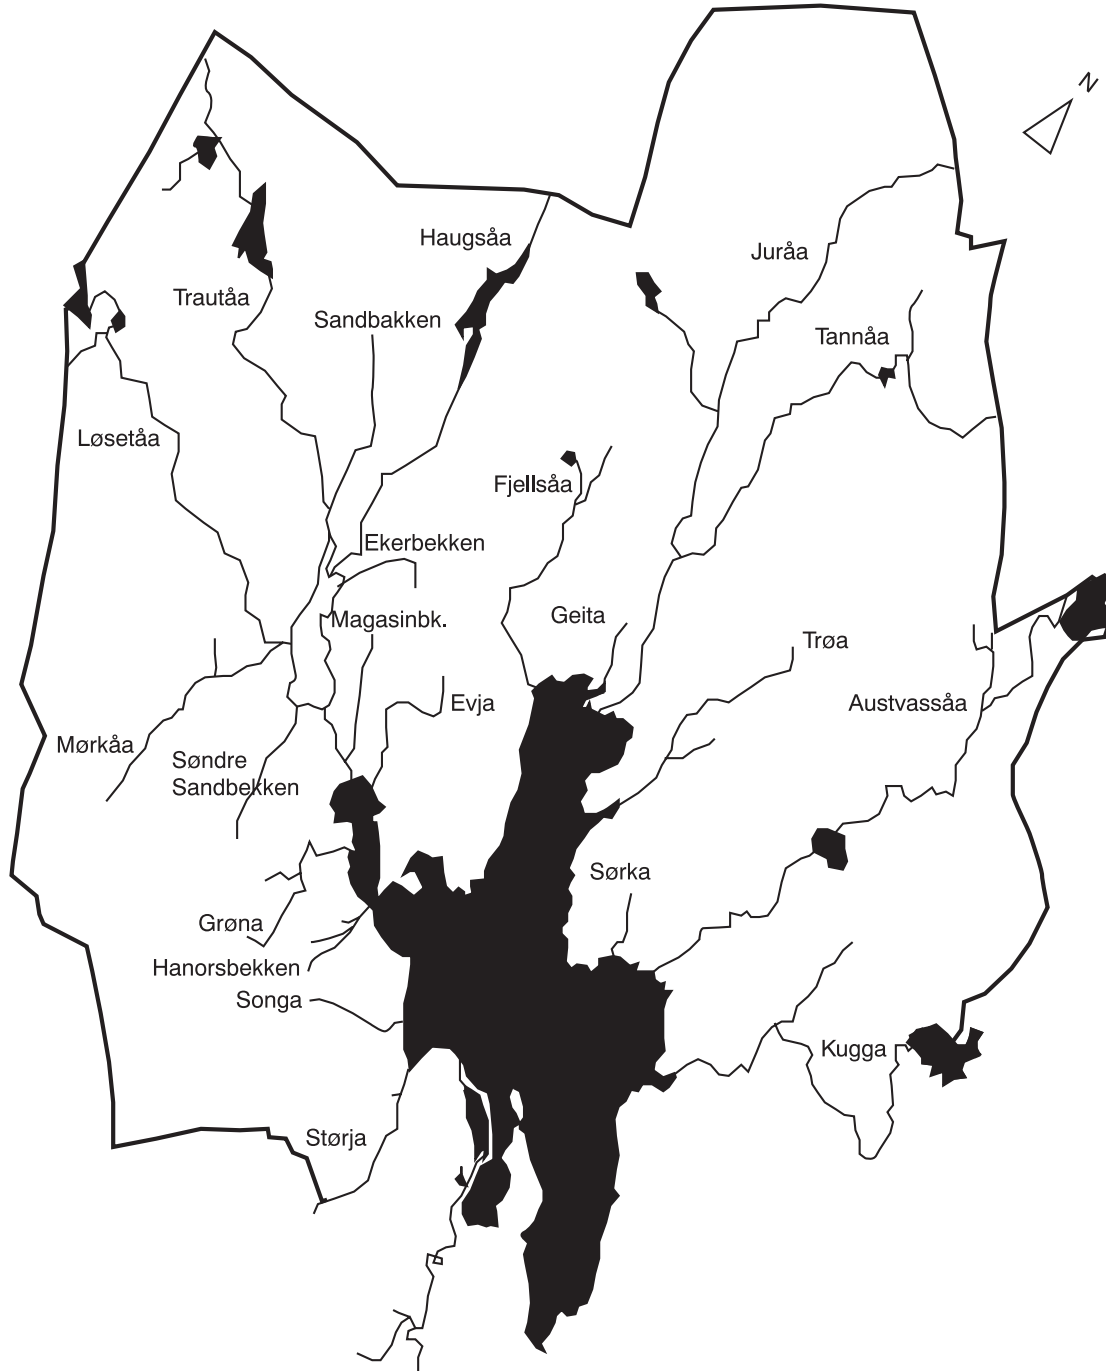 N
Haugsåa
Juråa
Trautåa
Sandbakken
Tannåa
Løsetåa
Fjellsåa
Ekerbekken
Geita
Magasinbk.
Trøa
Evja
Austvassåa
Mørkåa
Søndre
Sandbekken
Sørka
Grøna
Hanorsbekken
Songa
Kugga
Størja